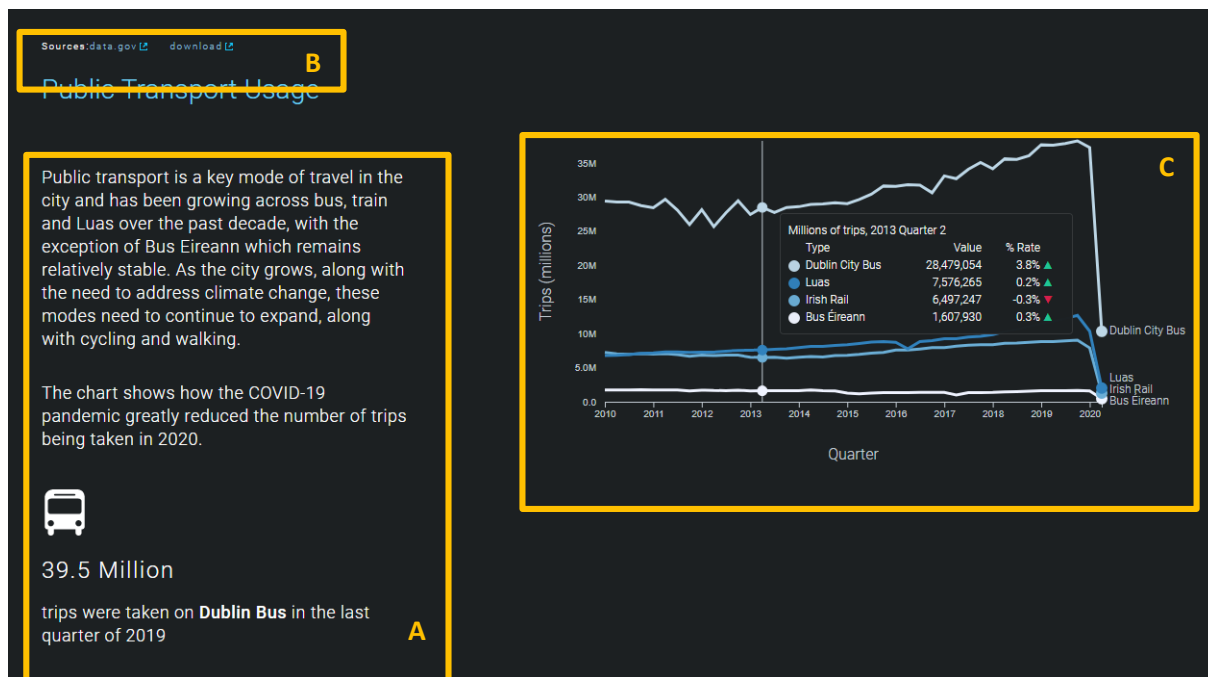 Sources:data.gov download
B
Public Transport Usage
Public transport is a key mode of travel in the
city and has been growing across bus, train
and Luas over the past decade, with the
exception of Bus Eireann which remains
relatively stable. As the city grows, along with
the need to address climate change, these
modes need to continue to expand, along
with cycling and walking.
The chart shows how the COVID-19
pandemic greatly reduced the number of trips
being taken in 2020.
39.5 Million
trips were taken on Dublin Bus in the last
quarter of 2019
A
C
Trips (millions)
35M
30M
25M
20M
15M
10M
5.0M
0.0
Millions of trips, 2013 Quarter 2
Type Value % Rate
Dublin City Bus 28,479,054 3.8% ▲
Luas 7,576,265 0.2% ▲
Irish Rail 6,497,247 -0.3% ▼
Bus Éireann 1,607,930 0.3% ▲
Dublin City Bus
Luas
Irish Rail
Bus Éireann
2010 2011 2012 2013 2014 2015 2016 2017 2018 2019 2020
Quarter